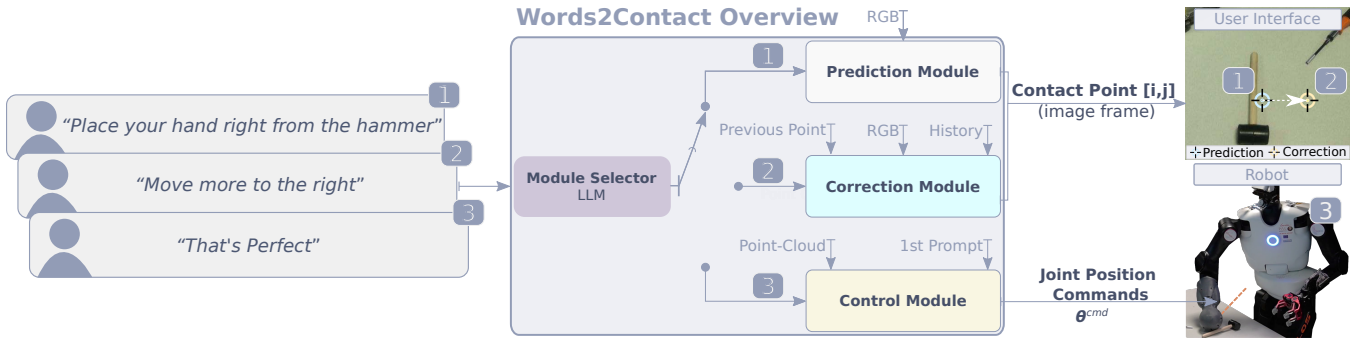 Words2Contact Overview
1
“Place your hand right from the hammer”
2
“Move more to the right”
3
“That's Perfect”
Module Selector
LLM
1
RGB
Prediction Module
2
Previous Point
RGB
History
Correction Module
3
Point-Cloud
1st Prompt
Control Module
Contact Point [i,j]
(image frame)
Joint Position
Commands
θcmd
User Interface
1
2
Prediction
Correction
Robot
3